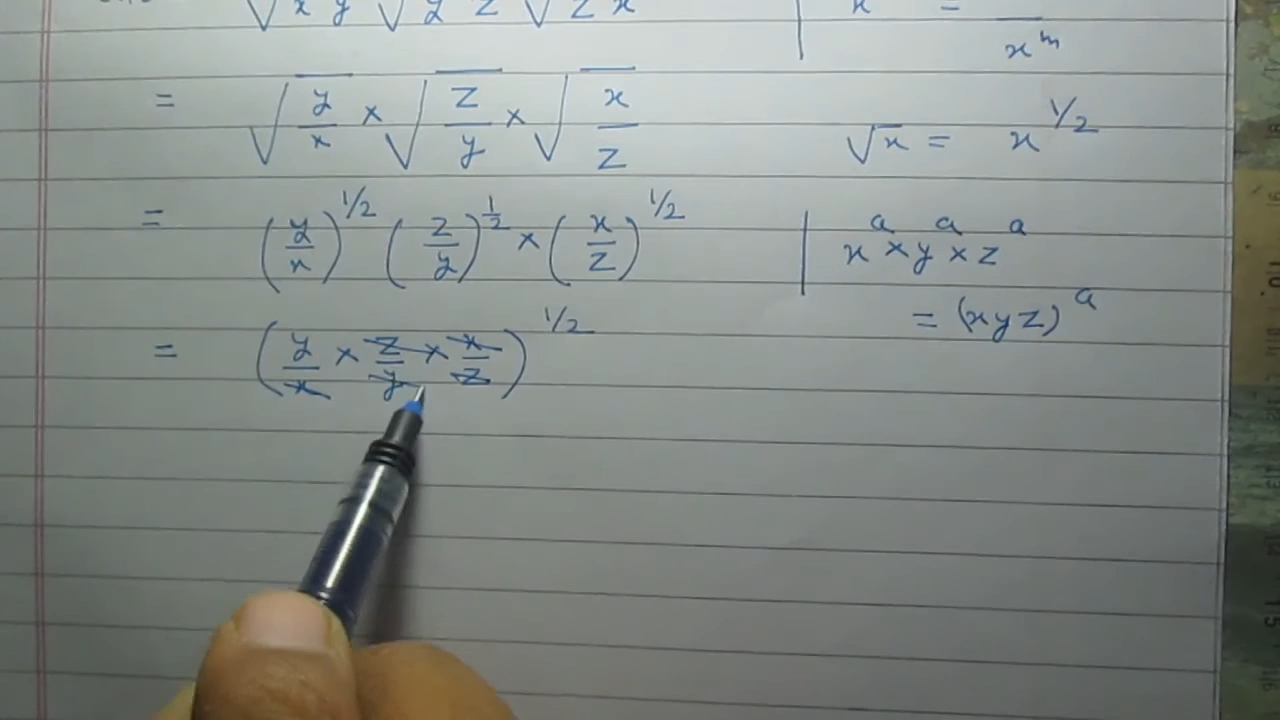 √x y √y z √z x | x =
x^m
= √(y/x) × √(z/y) × √(x/z)
√x = x^1/2
= (y/x)^1/2 (z/y)^1/2 × (x/z)^1/2 | x^a × y^a × z^a
= (xyz)^a
= (y/x × z/y × x/z)^1/2